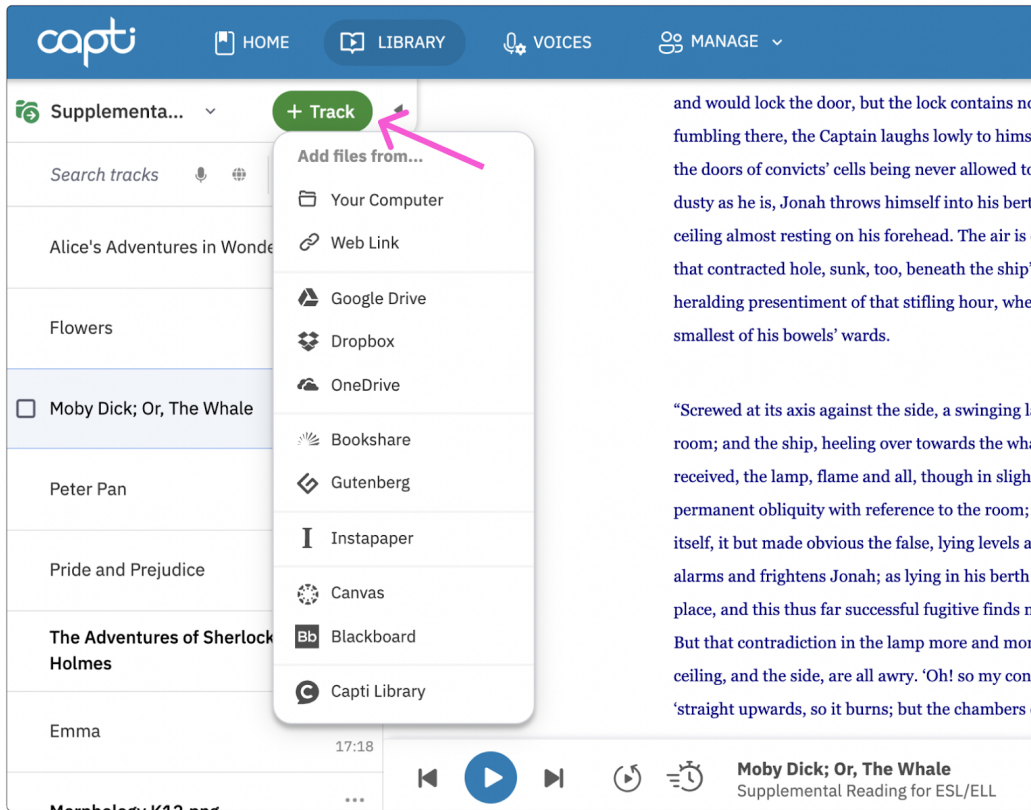 capti
HOME
LIBRARY
VOICES
MANAGE
Supplementa...
+ Track
Search tracks
Alice's Adventures in Wonde
Flowers
Moby Dick; Or, The Whale
Peter Pan
Pride and Prejudice
The Adventures of Sherlock
Holmes
Emma
17:18
Morphology K12.png
Add files from...
Your Computer
Web Link
Google Drive
Dropbox
OneDrive
Bookshare
Gutenberg
Instapaper
Canvas
Bb Blackboard
Capti Library
and would lock the door, but the lock contains no
fumbling there, the Captain laughs lowly to hims
the doors of convicts’ cells being never allowed to
dusty as he is, Jonah throws himself into his bert
ceiling almost resting on his forehead. The air is
that contracted hole, sunk, too, beneath the ship’
heralding presentiment of that stifling hour, whe
smallest of his bowels’ wards.
“Screwed at its axis against the side, a swinging la
room; and the ship, heeling over towards the wha
received, the lamp, flame and all, though in sligh
permanent obliquity with reference to the room;
itself, it but made obvious the false, lying levels a
alarms and frightens Jonah; as lying in his berth
place, and this thus far successful fugitive finds n
But that contradiction in the lamp more and mor
ceiling, and the side, are all awry. ‘Oh! so my con
‘straight upwards, so it burns; but the chambers
Moby Dick; Or, The Whale
Supplemental Reading for ESL/ELL